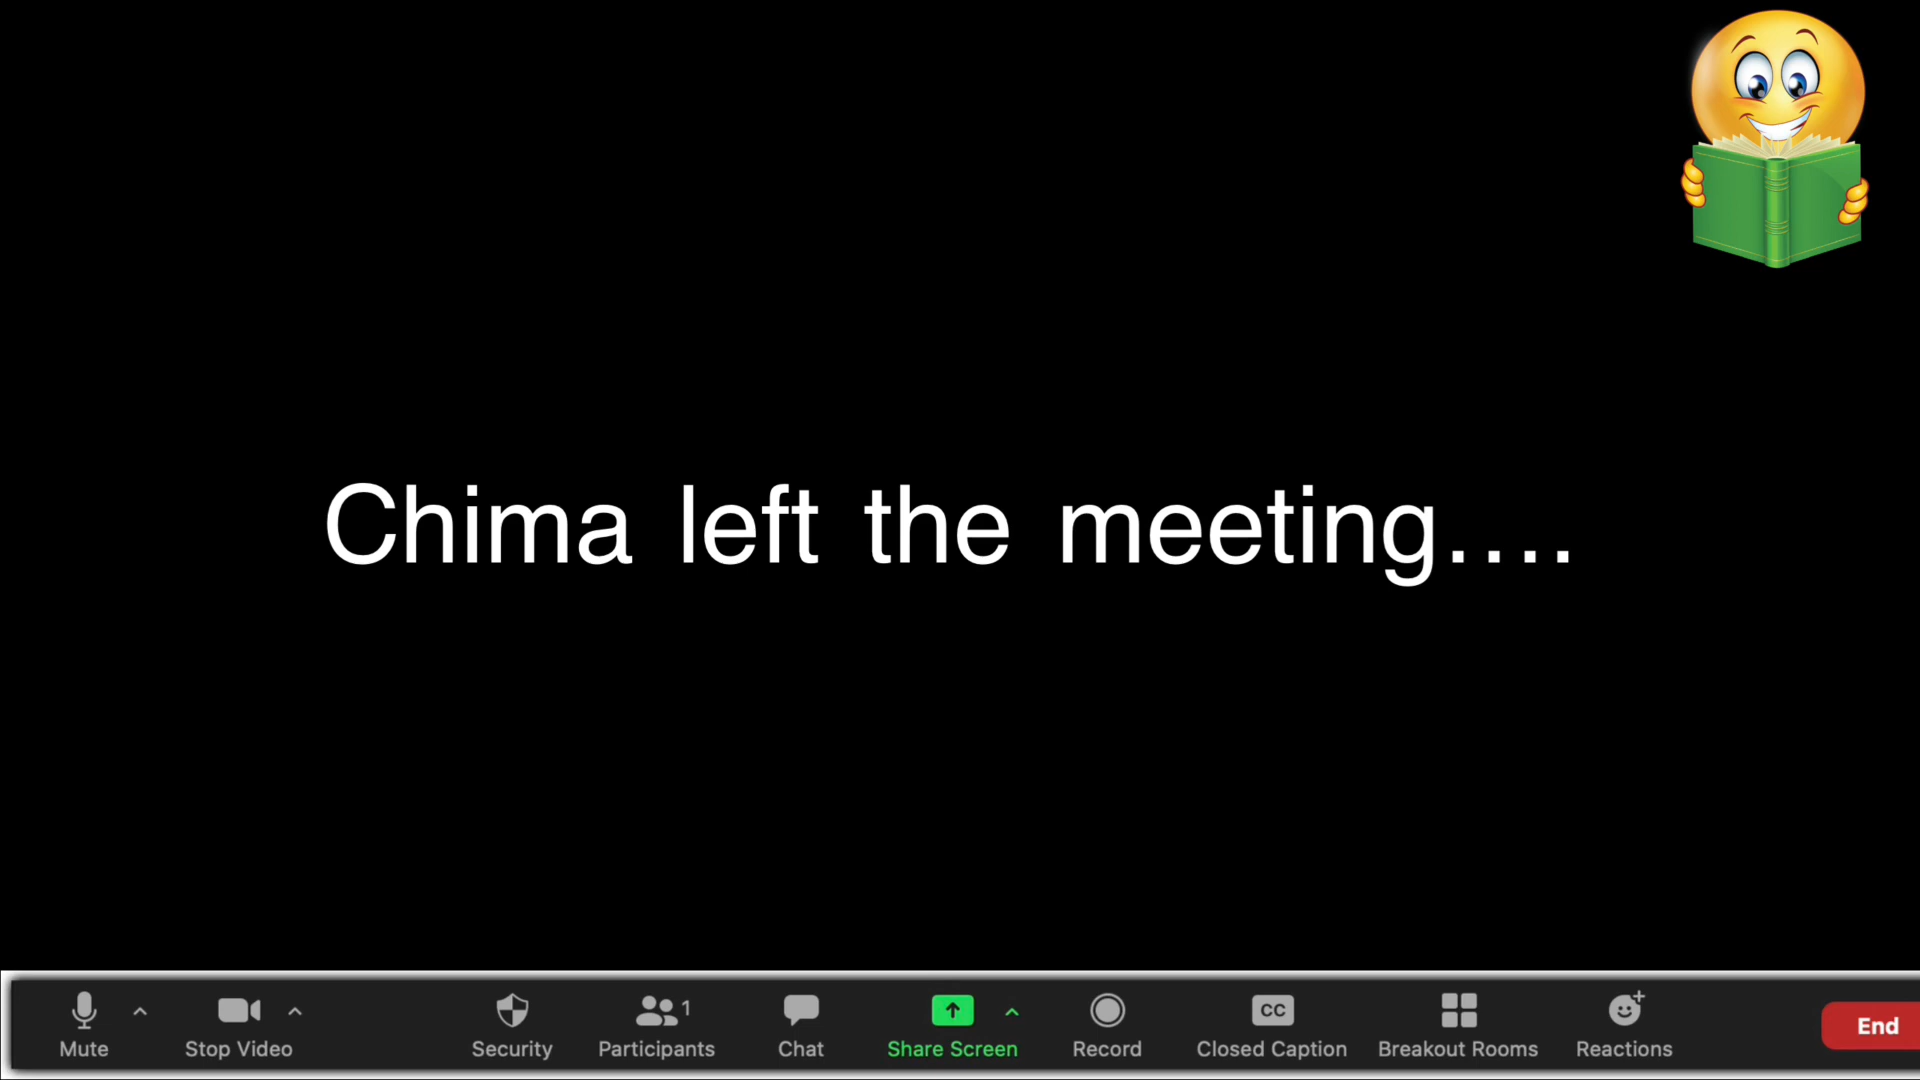 Chima left the meeting....
1
CC
End
Mute Stop Video Security Participants Chat Share Screen Record Closed Caption Breakout Rooms Reactions